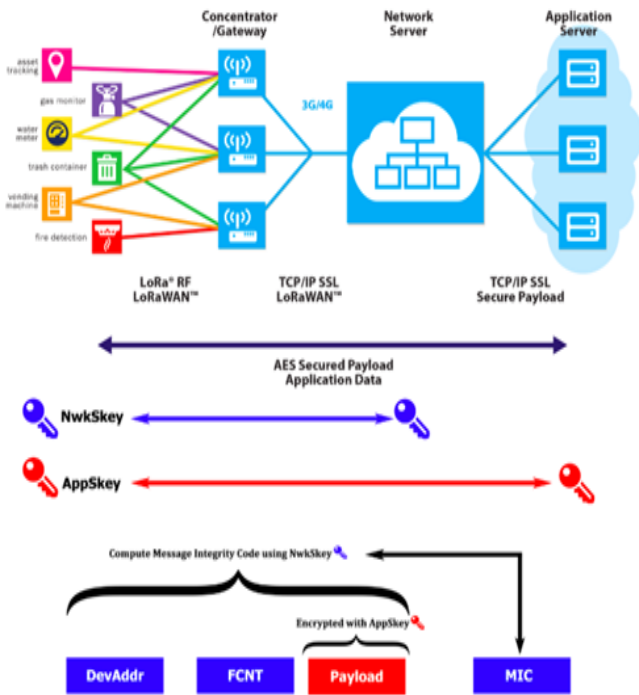 Concentrator
/Gateway
Network
Server
Application
Server
asset
tracking
gas monitor
water
meter
trash container
vending
machine
fire detection
3G/4G
LoRa® RF
LoRaWAN™
TCP/IP SSL
LoRaWAN™
TCP/IP SSL
Secure Payload
AES Secured Payload
Application Data
NwkSkey
AppSkey
Compute Message Integrity Code using NwkSkey
Encrypted with AppSkey
DevAddr
FCNT
Payload
MIC